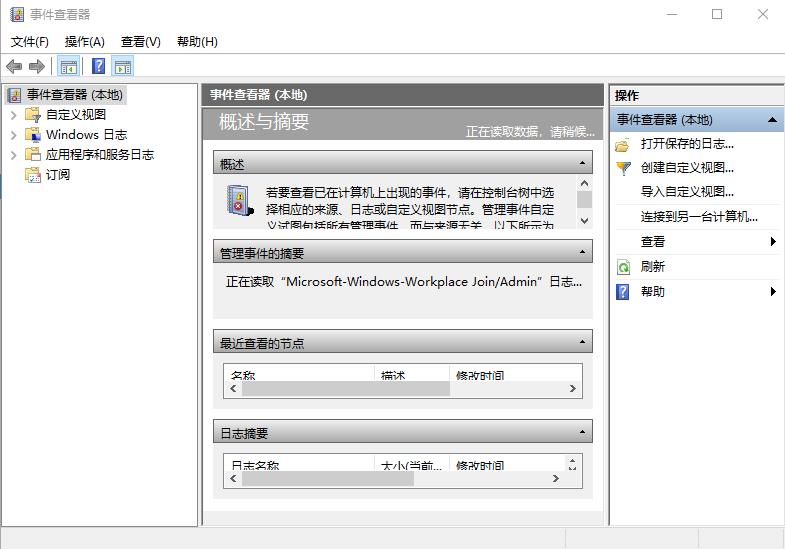 事件查看器
文件(F) 操作(A) 查看(V) 帮助(H)
事件查看器 (本地)
自定义视图
Windows 日志
应用程序和服务日志
订阅
事件查看器 (本地)
概述与摘要
正在读取数据，请稍候...
概述
若要查看已在计算机上出现的事件，请在控制台树中选
择相应的来源、日志或自定义视图节点。管理事件自定
义试图包括所有管理事件，而与来源无关。以下所示为
管理事件的摘要
正在读取“Microsoft-Windows-Workplace Join/Admin”日志...
最近查看的节点
名称 描述 修改时间
日志摘要
日志名称 大小(当前... 修改时间
操作
事件查看器 (本地)
打开保存的日志...
创建自定义视图...
导入自定义视图...
连接到另一台计算机...
查看
刷新
帮助